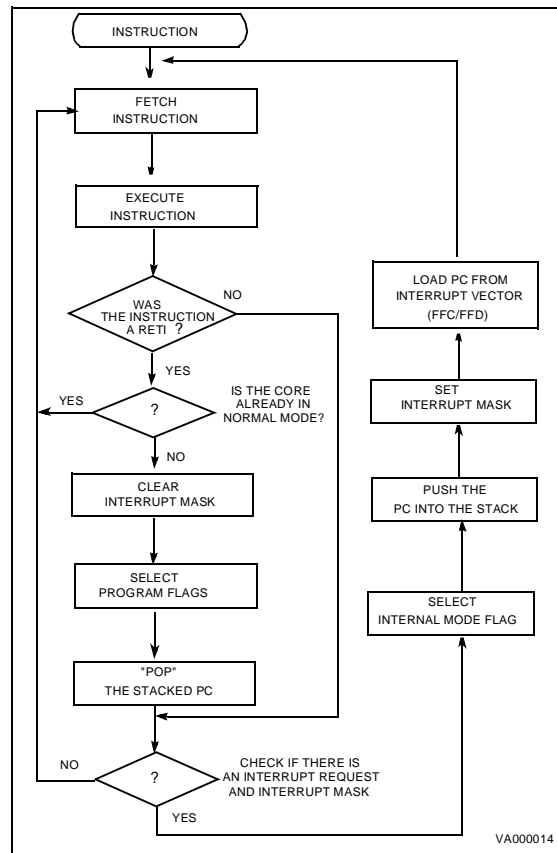 INSTRUCTION
FETCH
INSTRUCTION
EXECUTE
INSTRUCTION
WAS
THE INSTRUCTION
A RETI ?
NO
YES
?
IS THE CORE
ALREADY IN
NORMAL MODE?
YES
NO
CLEAR
INTERRUPT MASK
SELECT
PROGRAM FLAGS
"POP"
THE STACKED PC
?
CHECK IF THERE IS
AN INTERRUPT REQUEST
AND INTERRUPT MASK
NO
YES
SELECT
INTERNAL MODE FLAG
PUSH THE
PC INTO THE STACK
SET
INTERRUPT MASK
LOAD PC FROM
INTERRUPT VECTOR
(FFC/FFD)
VA000014